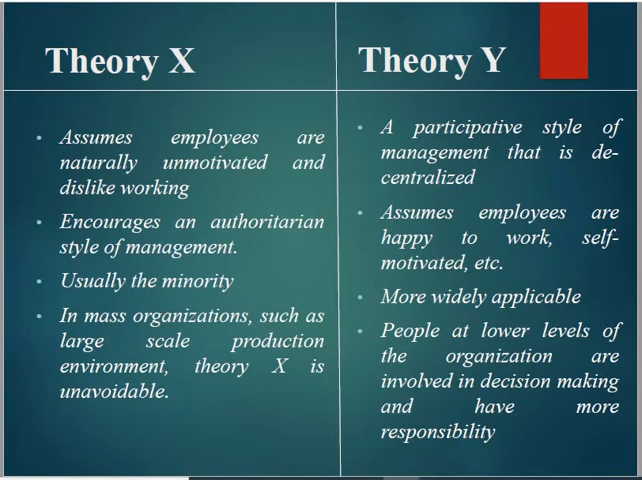 Theory X
Assumes employees are
naturally unmotivated and
dislike working
Encourages an authoritarian
style of management.
Usually the minority
In mass organizations, such as
large scale production
environment, theory X is
unavoidable.
Theory Y
A participative style of
management that is de-
centralized
Assumes employees are
happy to work, self-
motivated, etc.
More widely applicable
People at lower levels of
the organization are
involved in decision making
and have more
responsibility